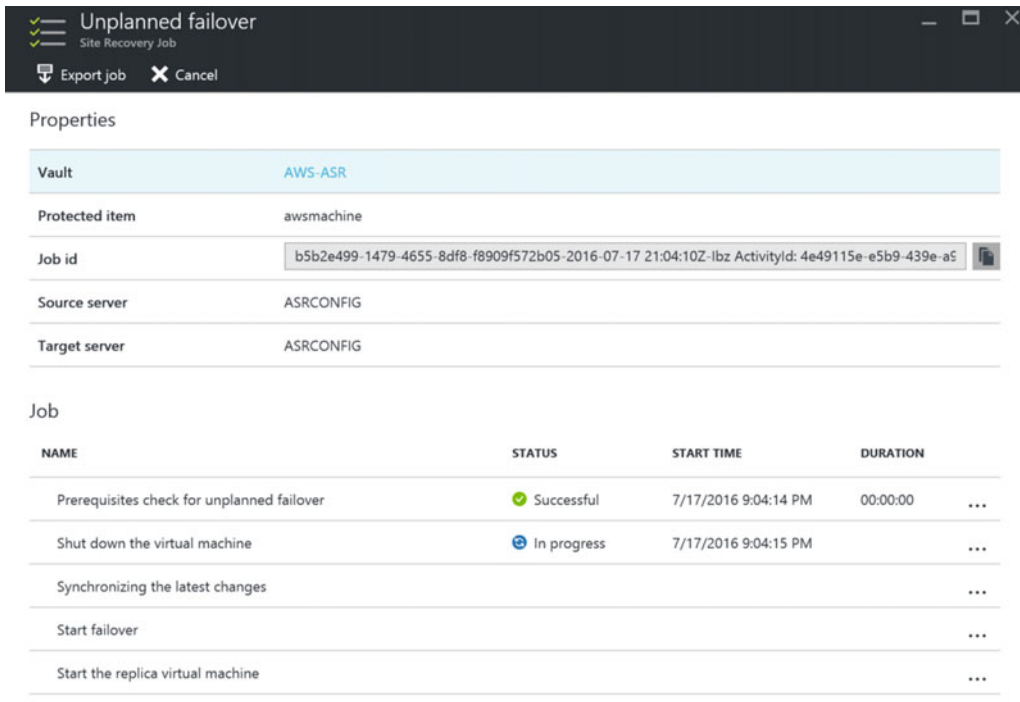 Unplanned failover
Site Recovery Job
Export job Cancel
Properties
Vault AWS-ASR
Protected item awsmachine
Job id b5b2e499-1479-4655-8df8-f8909f572b05-2016-07-17 21:04:10Z-Ibz ActivityId: 4e49115e-e5b9-439e-a9
Source server ASRCONFIG
Target server ASRCONFIG
Job
NAME STATUS START TIME DURATION
Prerequisites check for unplanned failover Successful 7/17/2016 9:04:14 PM 00:00:00 ...
Shut down the virtual machine In progress 7/17/2016 9:04:15 PM ...
Synchronizing the latest changes ...
Start failover ...
Start the replica virtual machine ...